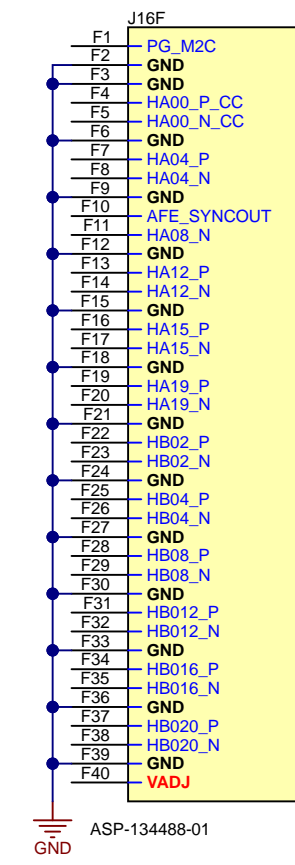 J16F
F1 PG_M2C
F2 GND
F3 GND
F4 HA00_P_CC
F5 HA00_N_CC
F6 GND
F7 HA04_P
F8 HA04_N
F9 GND
F10 AFE_SYNCOUT
F11 HA08_N
F12 GND
F13 HA12_P
F14 HA12_N
F15 GND
F16 HA15_P
F17 HA15_N
F18 GND
F19 HA19_P
F20 HA19_N
F21 GND
F22 HB02_P
F23 HB02_N
F24 GND
F25 HB04_P
F26 HB04_N
F27 GND
F28 HB08_P
F29 HB08_N
F30 GND
F31 HB012_P
F32 HB012_N
F33 GND
F34 HB016_P
F35 HB016_N
F36 GND
F37 HB020_P
F38 HB020_N
F39 GND
F40 VADJ
ASP-134488-01
GND